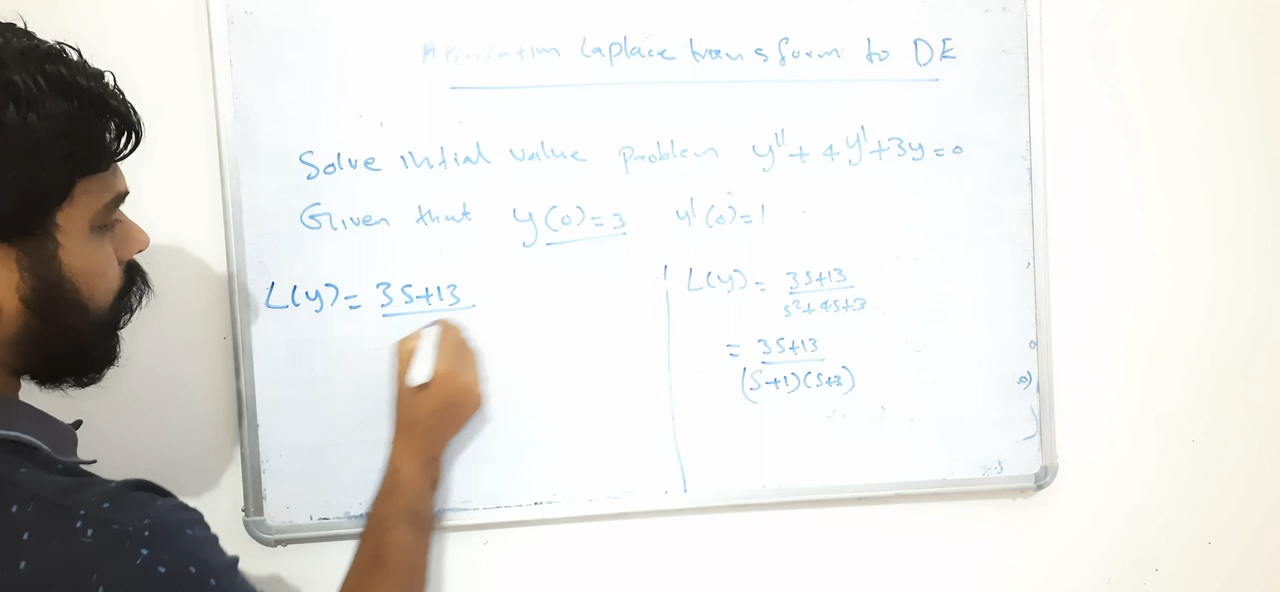 Application Laplace transform to DE
Solve initial value problem y'' + 4y' + 3y = 0
Given that y(0) = 3 y'(0) = 1
L(y) = 3S+13
L(y) = 3S+13
s²+4s+3
= 3S+13
(S+1)(S+3)